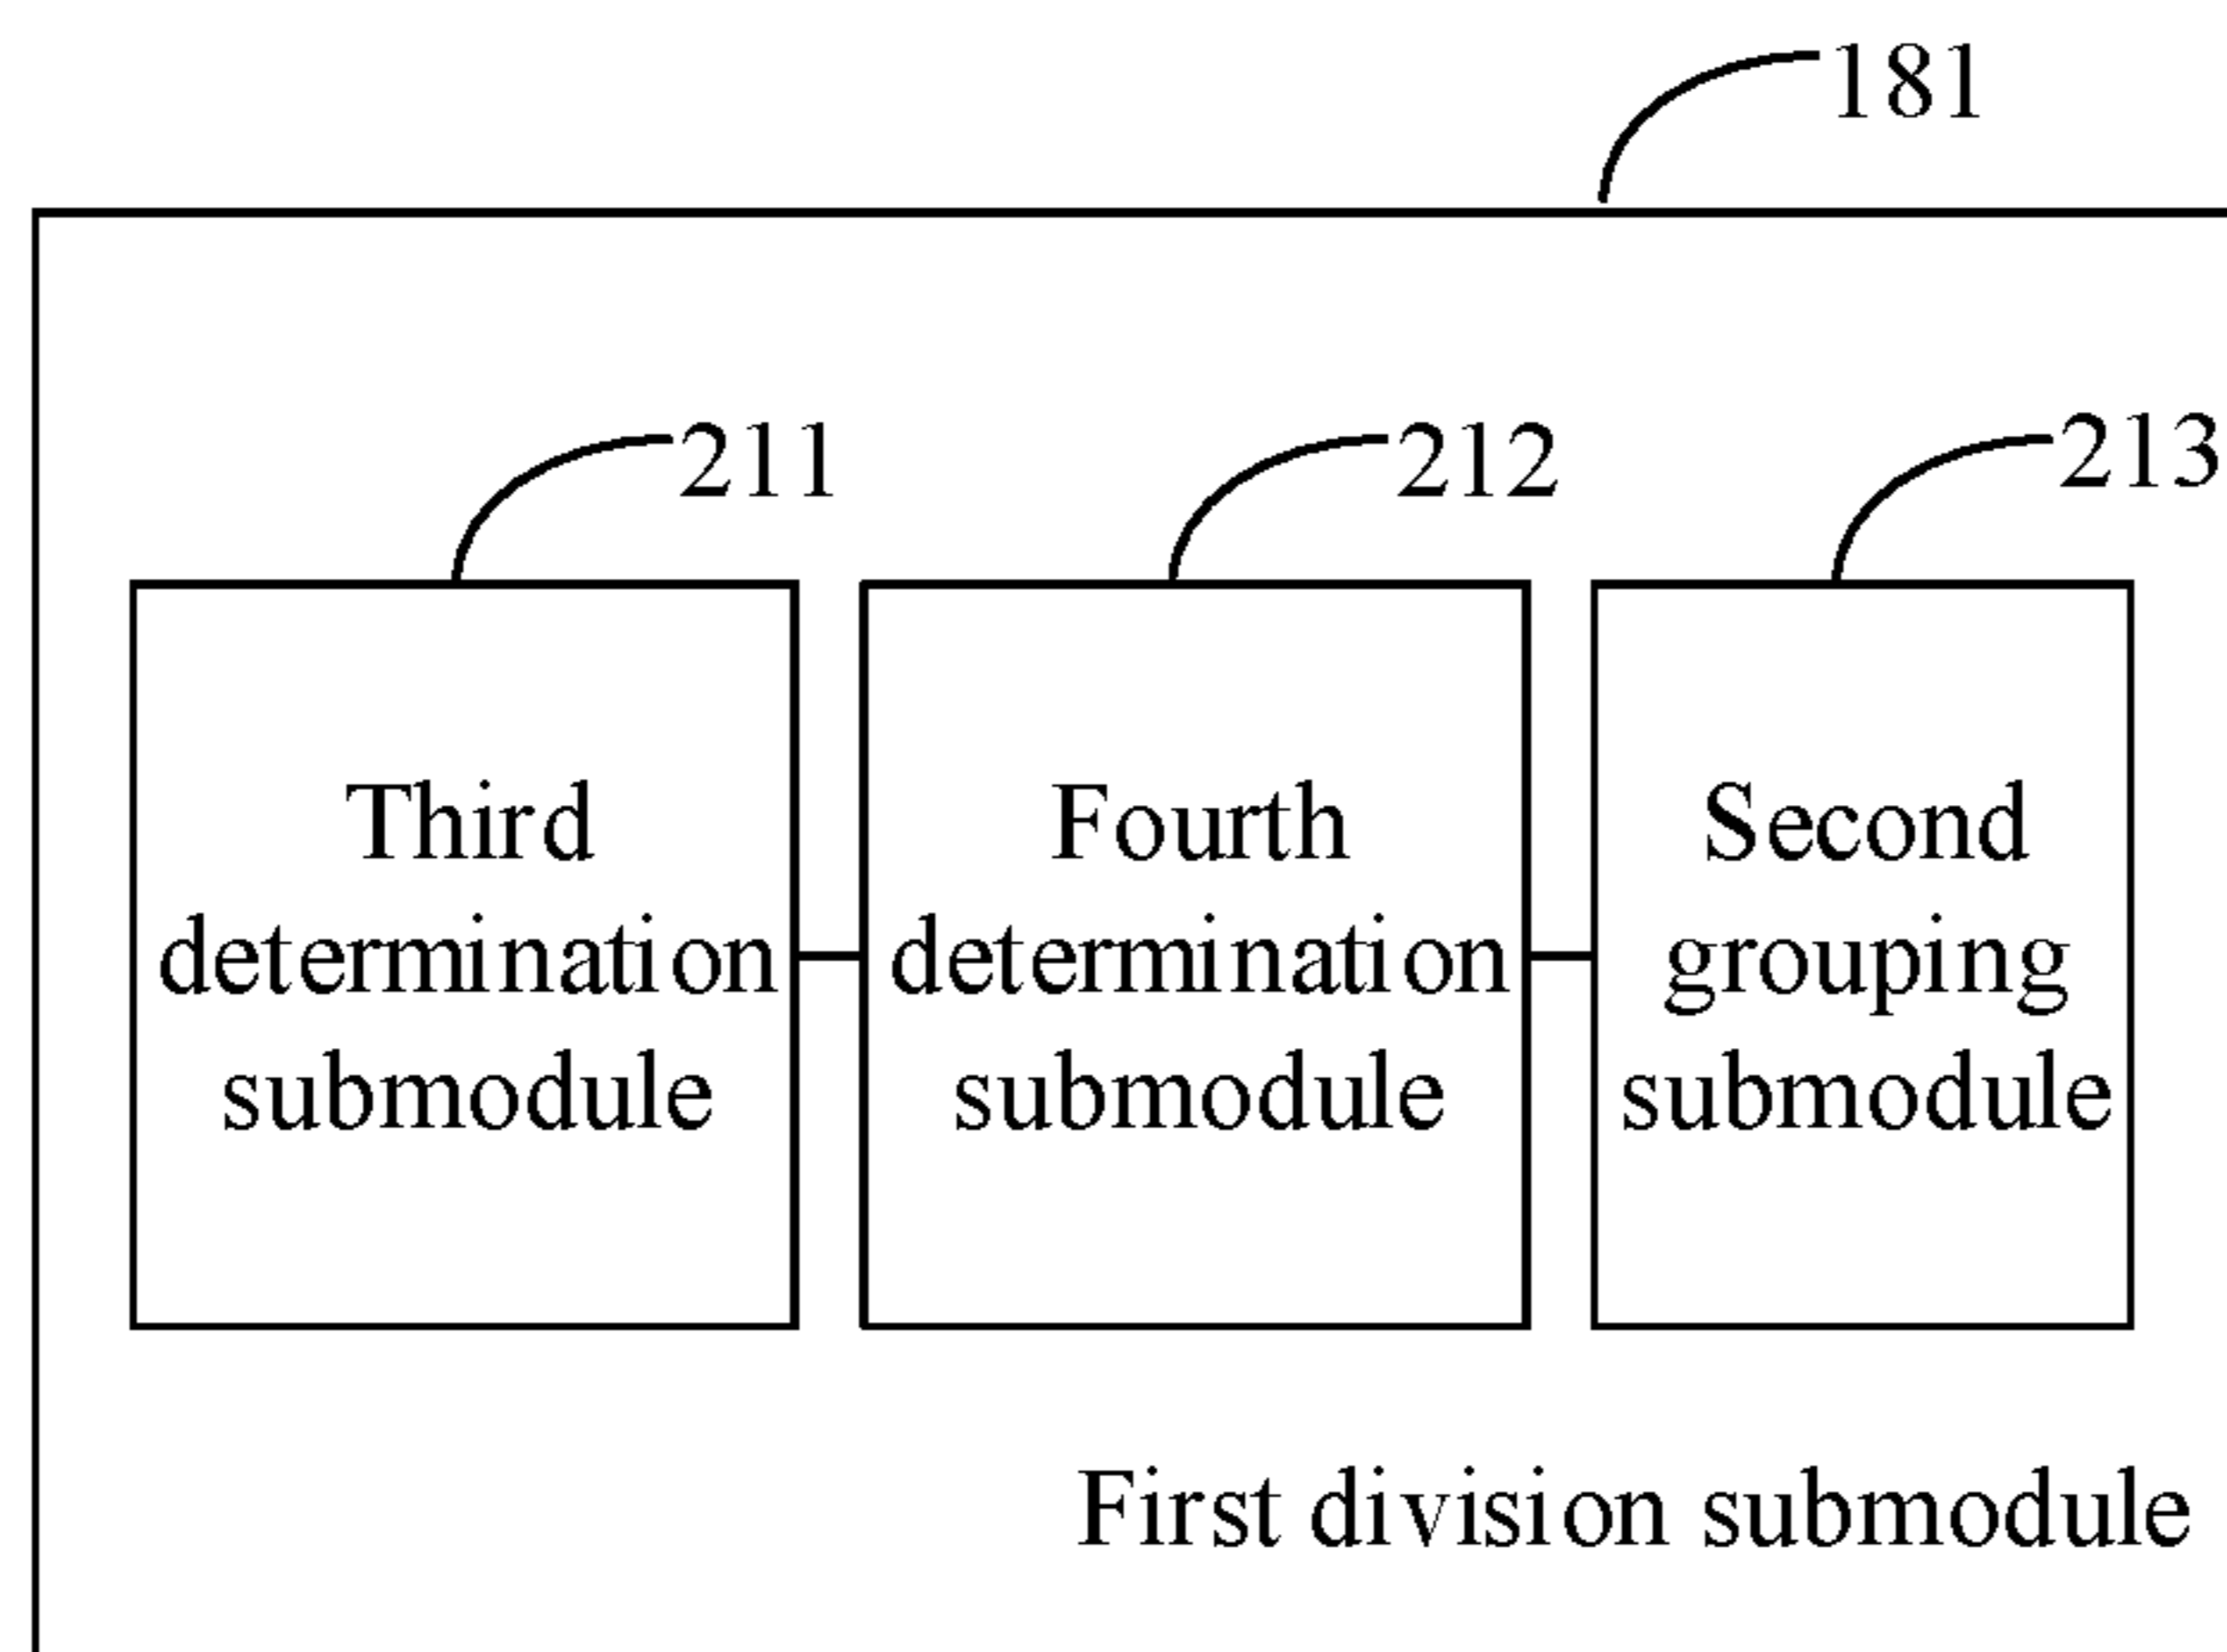 181
211
212
213
Third
determination
submodule
Fourth
determination
submodule
Second
grouping
submodule
First division submodule